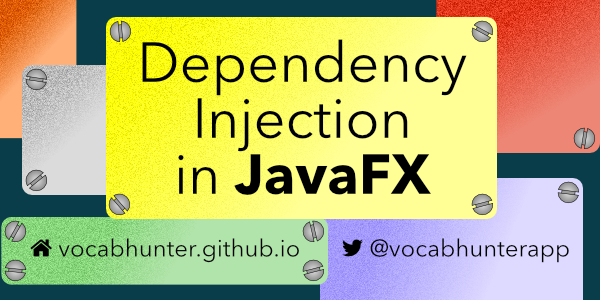 Dependency
Injection
in JavaFX
vocabhunter.github.io
@vocabhunterapp